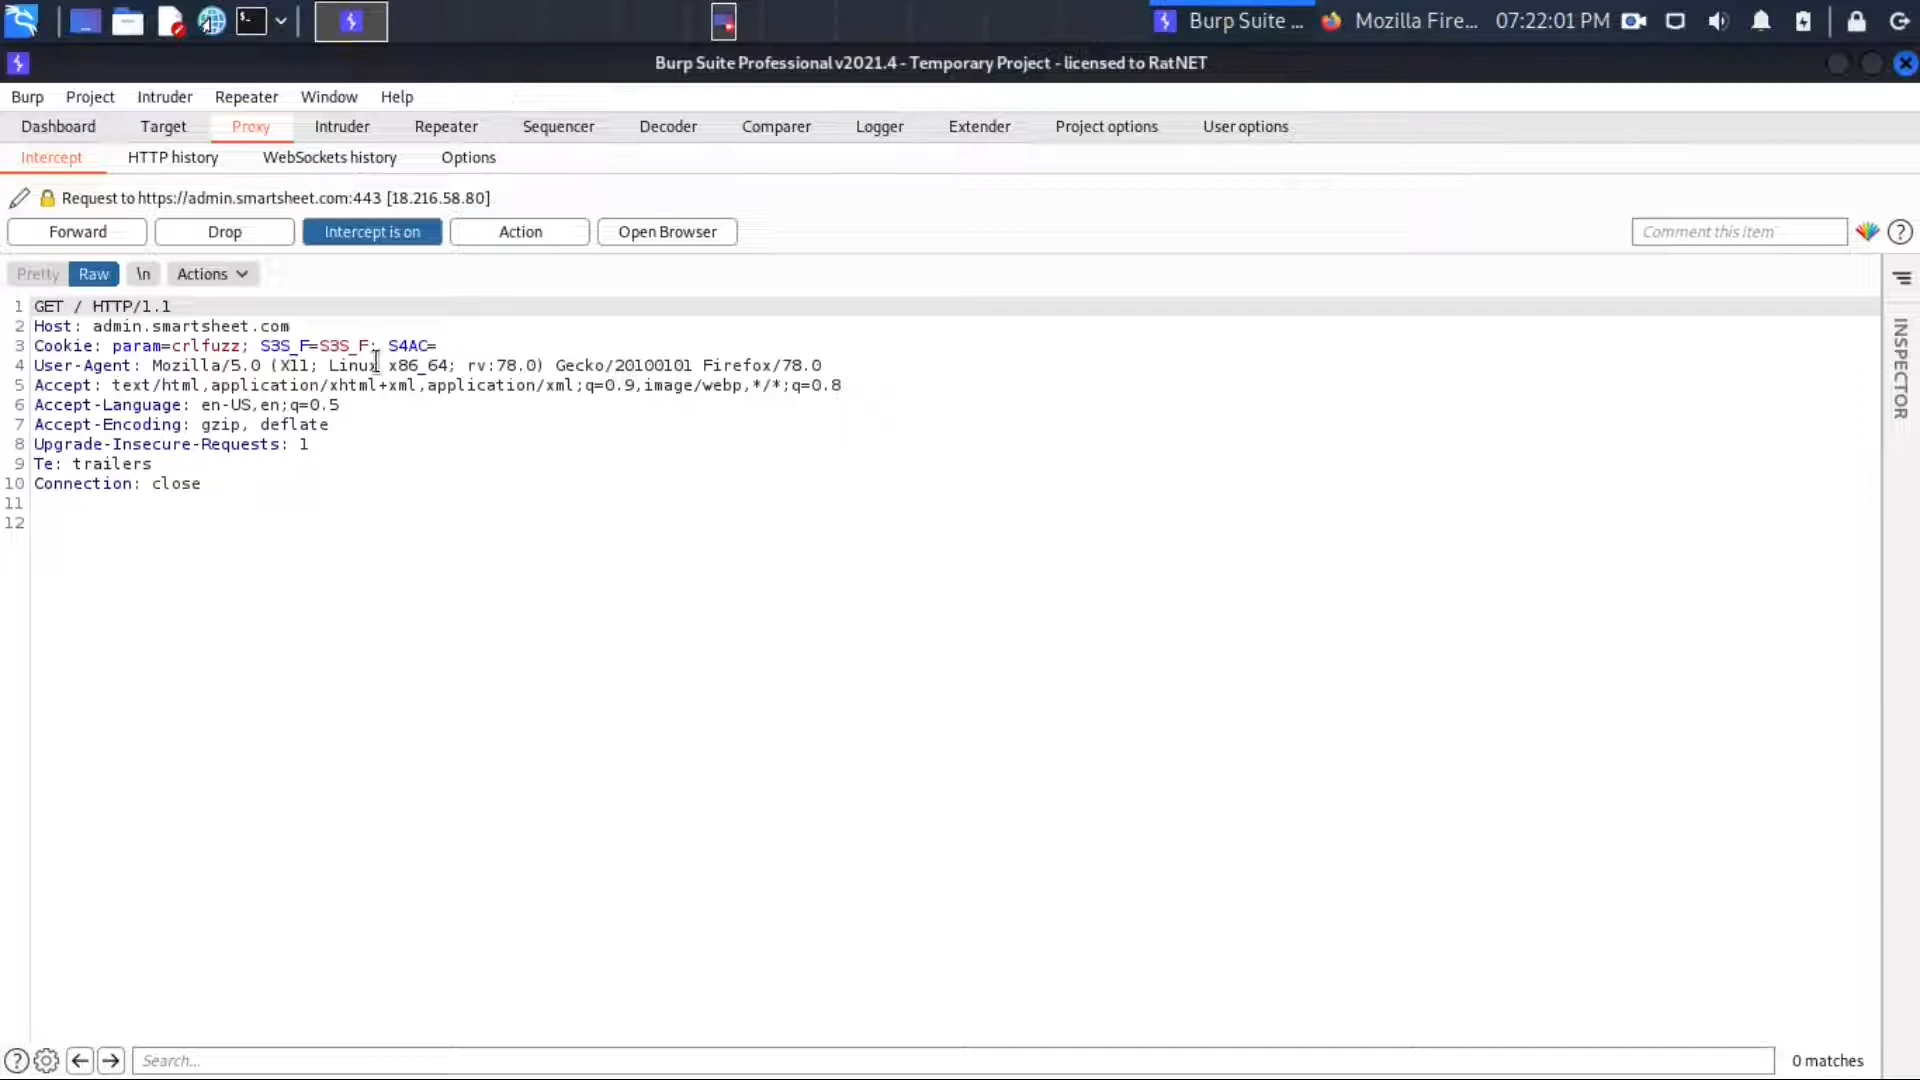 Burp Suite ... Mozilla Fire... 07:22:01 PM
Burp Suite Professional v2021.4 - Temporary Project - licensed to RatNET
Burp Project Intruder Repeater Window Help
Dashboard Target Proxy Intruder Repeater Sequencer Decoder Comparer Logger Extender Project options User options
Intercept HTTP history WebSockets history Options
Request to https://admin.smartsheet.com:443 [18.216.58.80]
Forward Drop Intercept is on Action Open Browser Comment this item ?
Pretty Raw \n Actions
1 GET / HTTP/1.1
2 Host: admin.smartsheet.com
3 Cookie: param=crlfuzz; S3S_F=S3S_F; S4AC=
4 User-Agent: Mozilla/5.0 (X11; Linux x86_64; rv:78.0) Gecko/20100101 Firefox/78.0
5 Accept: text/html,application/xhtml+xml,application/xml;q=0.9,image/webp,*/*;q=0.8
6 Accept-Language: en-US,en;q=0.5
7 Accept-Encoding: gzip, deflate
8 Upgrade-Insecure-Requests: 1
9 Te: trailers
10 Connection: close
11
12
INSPECTOR
? Search... 0 matches